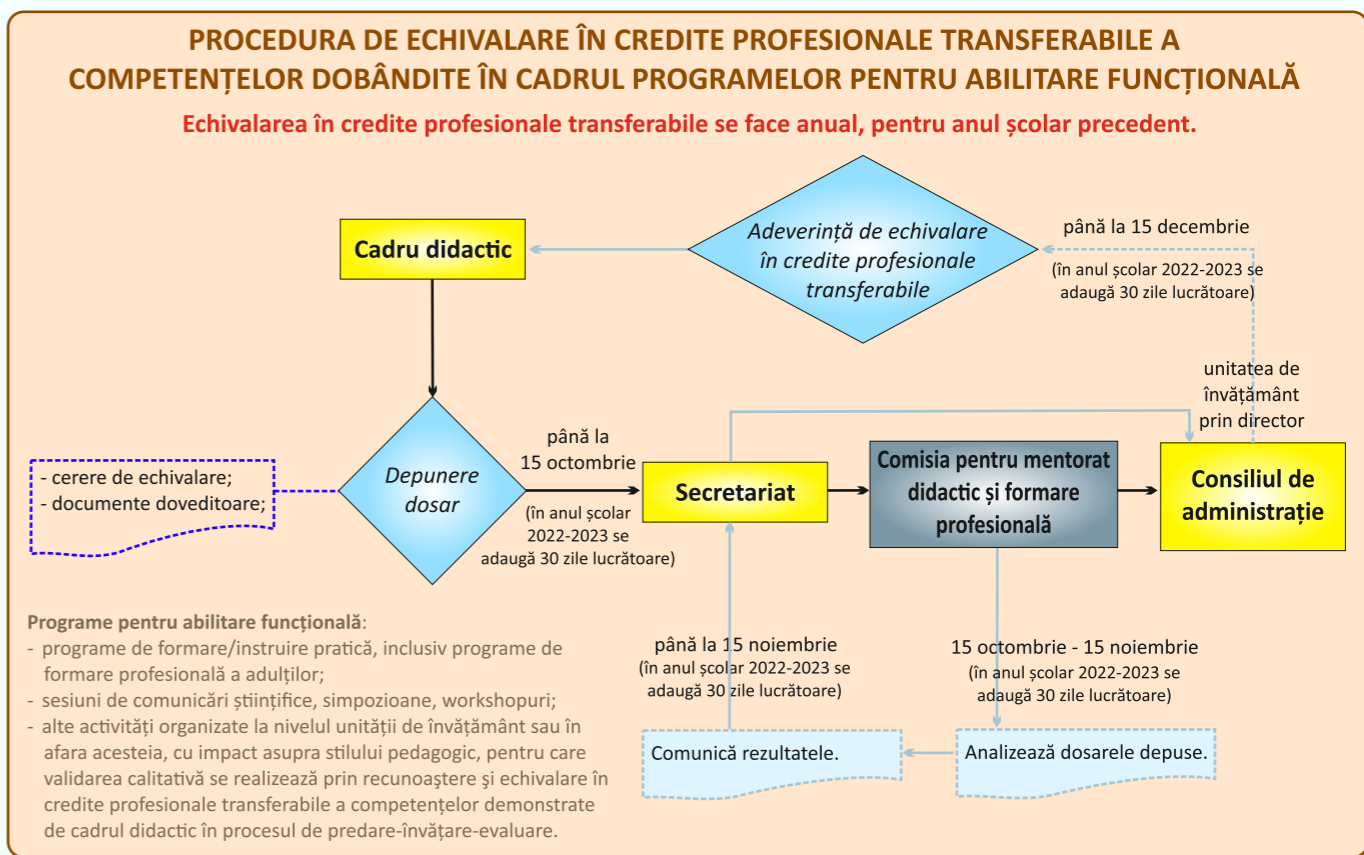 PROCEDURA DE ECHIVALARE ÎN CREDITE PROFESIONALE TRANSFERABILE A
COMPETENȚELOR DOBÂNDITE ÎN CADRUL PROGRAMELOR PENTRU ABILITARE FUNCȚIONALĂ
Echivalarea în credite profesionale transferabile se face anual, pentru anul școlar precedent.
Cadru didactic
Adeverință de echivalare
în credite profesionale
transferabile
până la 15 decembrie
(în anul școlar 2022-2023 se
adaugă 30 zile lucrătoare)
unitatea de
învățământ
prin director
- cerere de echivalare;
- documente doveditoare;
Depunere
dosar
până la
15 octombrie
(în anul școlar
2022-2023 se
adaugă 30 zile lucrătoare)
Secretariat
Comisia pentru mentorat
didactic și formare
profesională
Consiliul de
administrație
Programe pentru abilitare funcțională:
- programe de formare/instruire pratică, inclusiv programe de
formare profesională a adulților;
- sesiuni de comunicări științifice, simpozioane, workshopuri;
- alte activități organizate la nivelul unității de învățământ sau în
afara acesteia, cu impact asupra stilului pedagogic, pentru care
validarea calitativă se realizează prin recunoaştere şi echivalare în
credite profesionale transferabile a competențelor demonstrate
de cadrul didactic în procesul de predare-învățare-evaluare.
până la 15 noiembrie
(în anul școlar 2022-2023 se
adaugă 30 zile lucrătoare)
15 octombrie - 15 noiembrie
(în anul școlar 2022-2023 se
adaugă 30 zile lucrătoare)
Comunică rezultatele.
Analizează dosarele depuse.